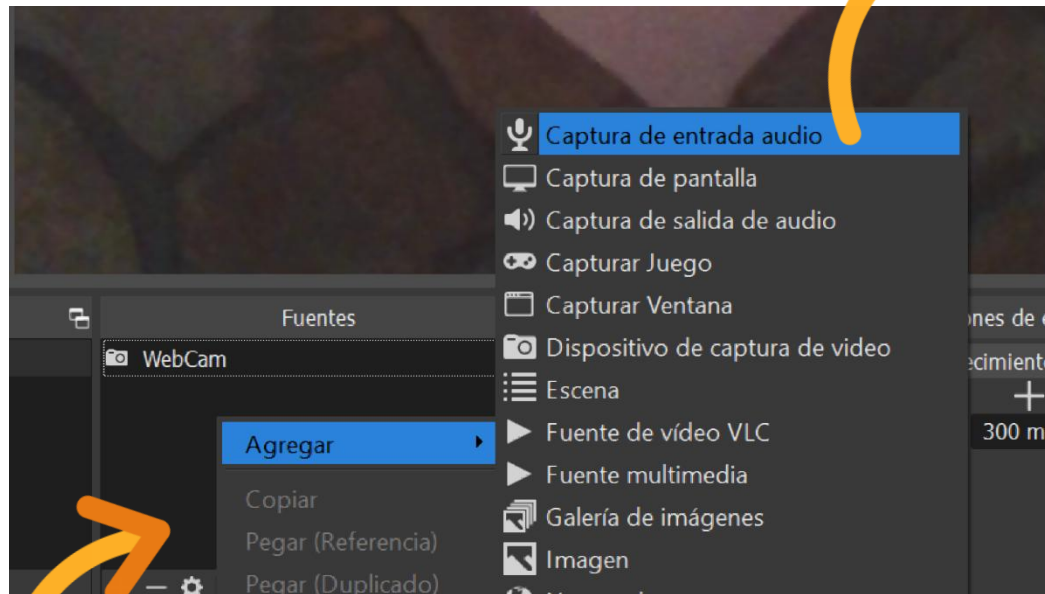 Captura de entrada audio
Captura de pantalla
Captura de salida de audio
Capturar Juego
Capturar Ventana
Dispositivo de captura de video
Escena
Fuente de vídeo VLC
Fuente multimedia
Galería de imágenes
Imagen
Fuentes
WebCam
Agregar
Copiar
Pegar (Referencia)
Pegar (Duplicado)
300 m